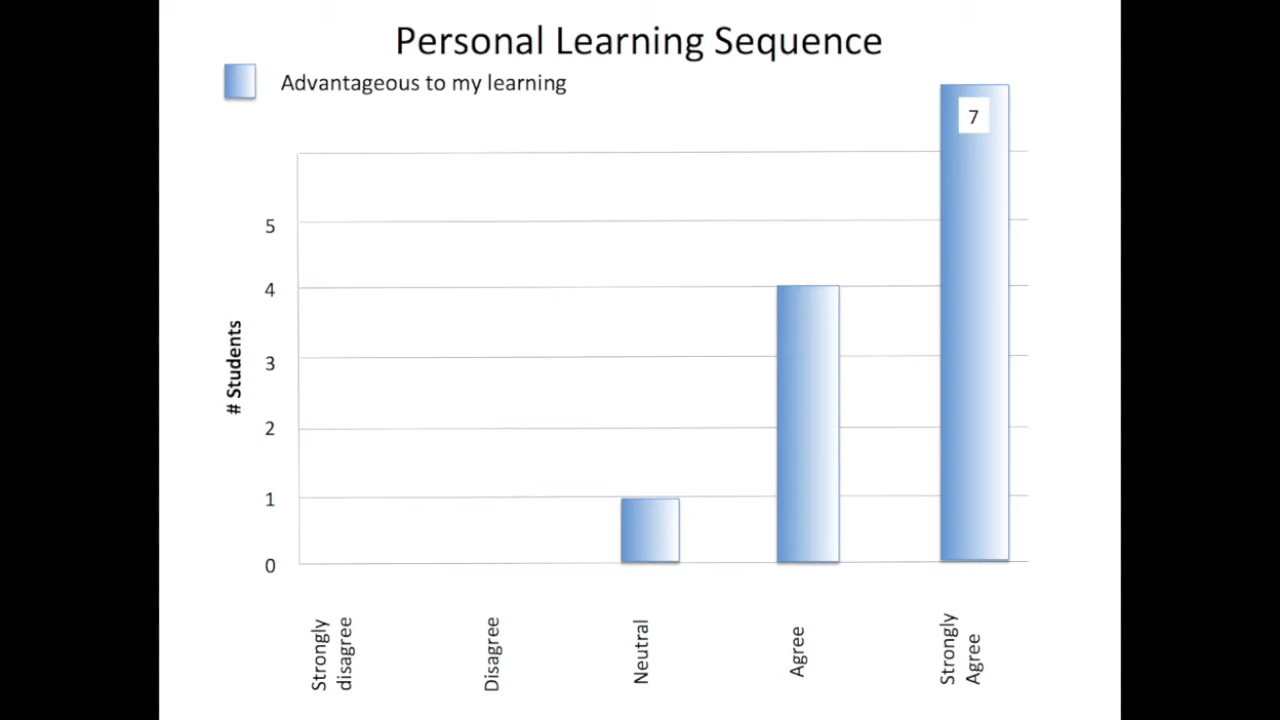 Personal Learning Sequence
Advantageous to my learning
7
5
4
3
2
1
0
# Students
Strongly
disagree
Disagree
Neutral
Agree
Strongly
Agree